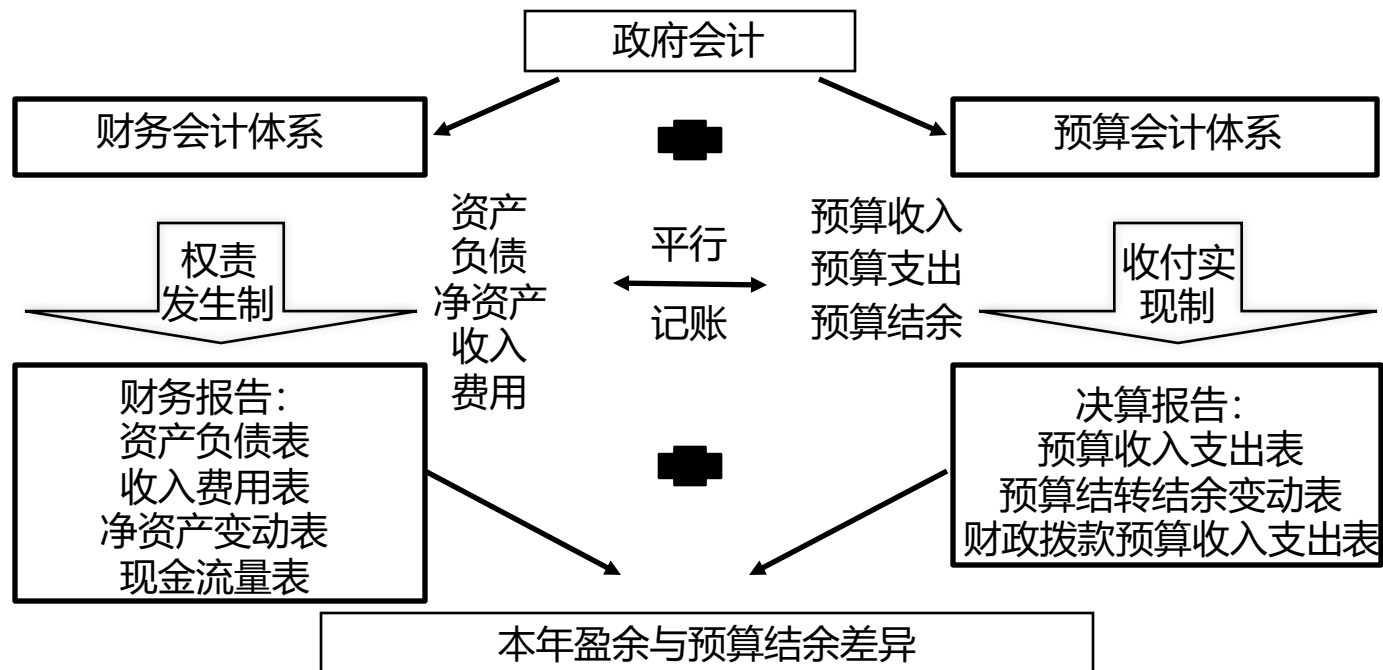 政府会计
财务会计体系
预算会计体系
权责
发生制
资产
负债
净资产
收入
费用
平行
记账
预算收入
预算支出
预算结余
收付实
现制
财务报告：
资产负债表
收入费用表
净资产变动表
现金流量表
决算报告：
预算收入支出表
预算结转结余变动表
财政拨款预算收入支出表
本年盈余与预算结余差异